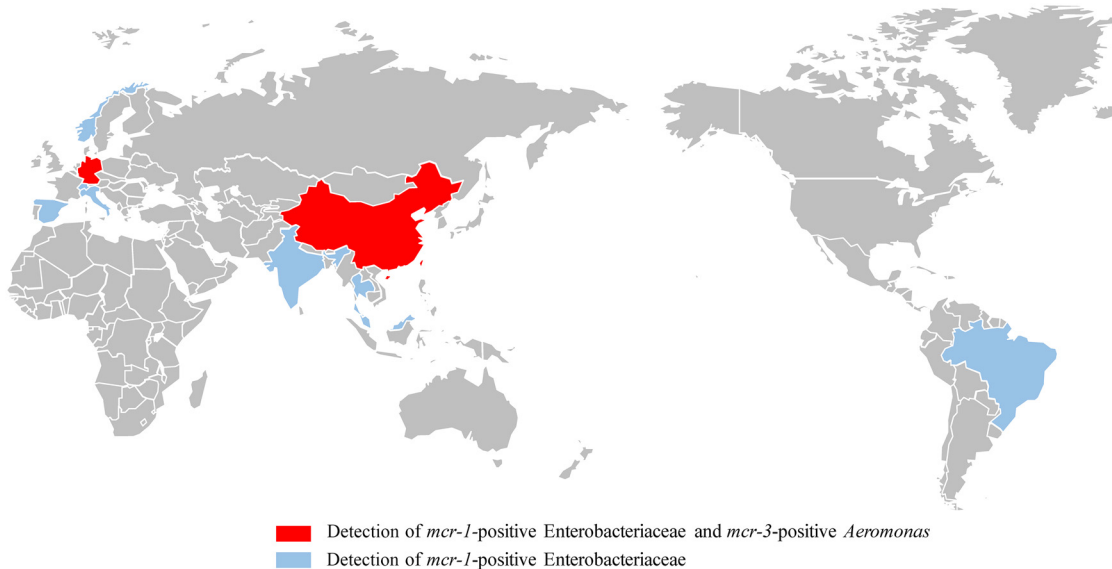 Detection of mcr-1-positive Enterobacteriaceae and mcr-3-positive Aeromonas
Detection of mcr-1-positive Enterobacteriaceae